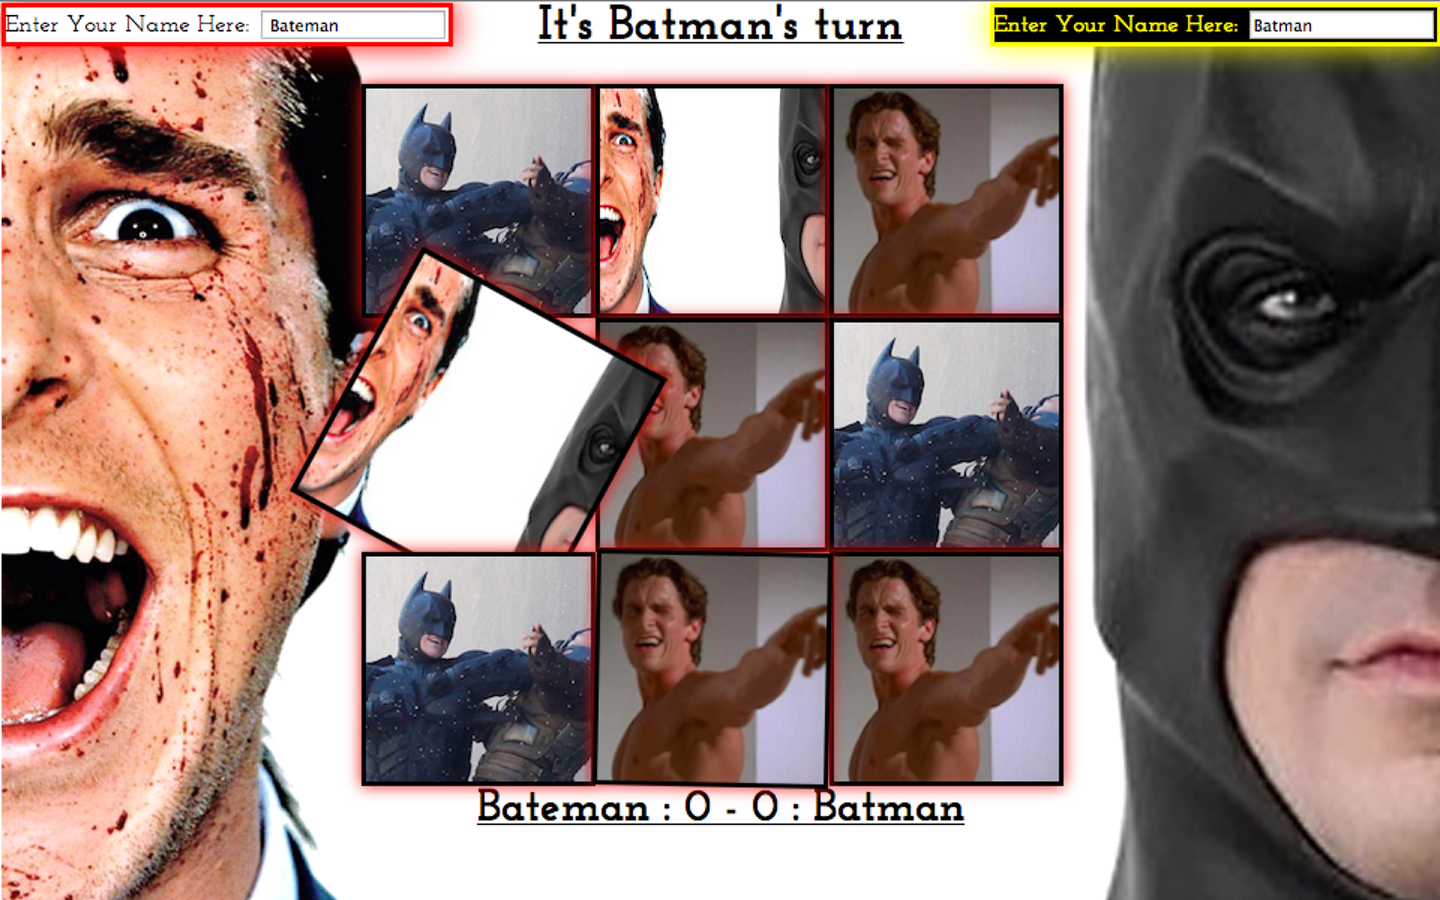 Enter Your Name Here: Bateman
It's Batman's turn
Enter Your Name Here: Batman
Bateman : 0 - 0 : Batman